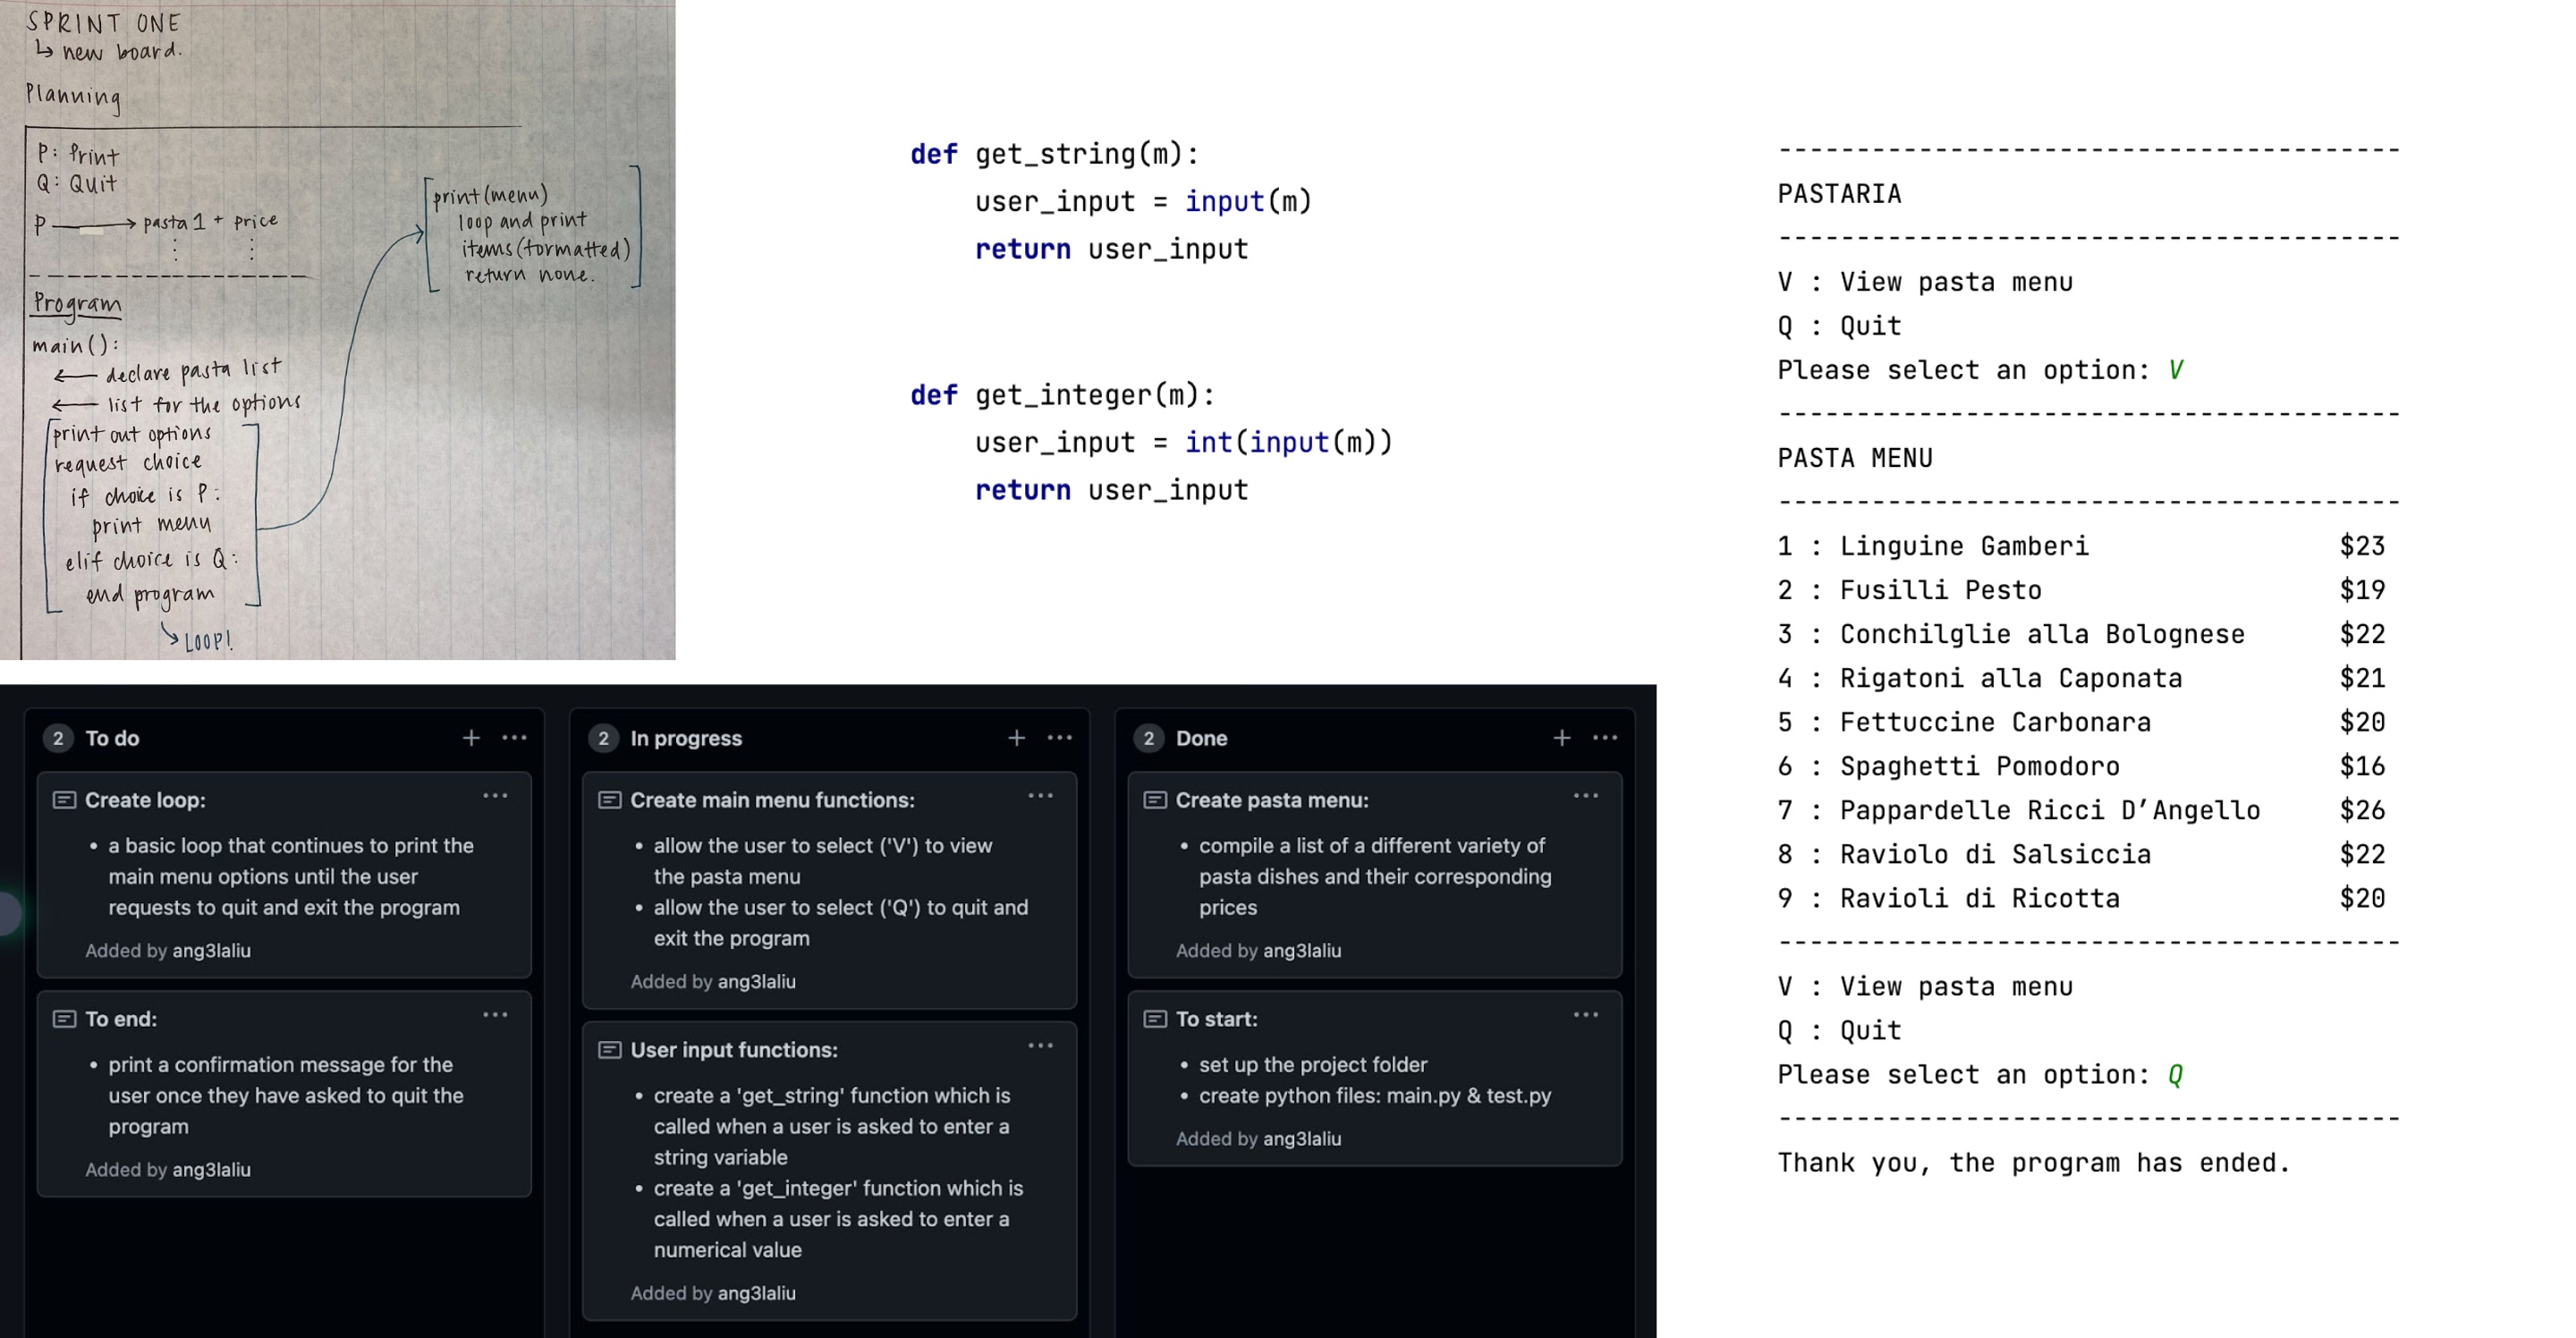 SPRINT ONE
↳ new board.
Planning
P: Print
Q: Quit
P → pasta 1 + price
⋮ ⋮
Program
main():
← declare pasta list
← list for the options
print out options
request choice
if choice is P:
print menu
elif choice is Q:
end program
↘ LOOP!
print(menu)
loop and print
items (formatted)
return none.
def get_string(m):
user_input = input(m)
return user_input
def get_integer(m):
user_input = int(input(m))
return user_input
2 To do
Create loop:
• a basic loop that continues to print the
main menu options until the user
requests to quit and exit the program
Added by ang3laliu
To end:
• print a confirmation message for the
user once they have asked to quit the
program
Added by ang3laliu
2 In progress
Create main menu functions:
• allow the user to select ('V') to view
the pasta menu
• allow the user to select ('Q') to quit and
exit the program
Added by ang3laliu
User input functions:
• create a 'get_string' function which is
called when a user is asked to enter a
string variable
• create a 'get_integer' function which is
called when a user is asked to enter a
numerical value
Added by ang3laliu
2 Done
Create pasta menu:
• compile a list of a different variety of
pasta dishes and their corresponding
prices
Added by ang3laliu
To start:
• set up the project folder
• create python files: main.py & test.py
Added by ang3laliu
----------------------------------------
PASTARIA
----------------------------------------
V : View pasta menu
Q : Quit
Please select an option: V
----------------------------------------
PASTA MENU
----------------------------------------
1 : Linguine Gamberi $23
2 : Fusilli Pesto $19
3 : Conchilglie alla Bolognese $22
4 : Rigatoni alla Caponata $21
5 : Fettuccine Carbonara $20
6 : Spaghetti Pomodoro $16
7 : Pappardelle Ricci D’Angello $26
8 : Raviolo di Salsiccia $22
9 : Ravioli di Ricotta $20
----------------------------------------
V : View pasta menu
Q : Quit
Please select an option: Q
----------------------------------------
Thank you, the program has ended.